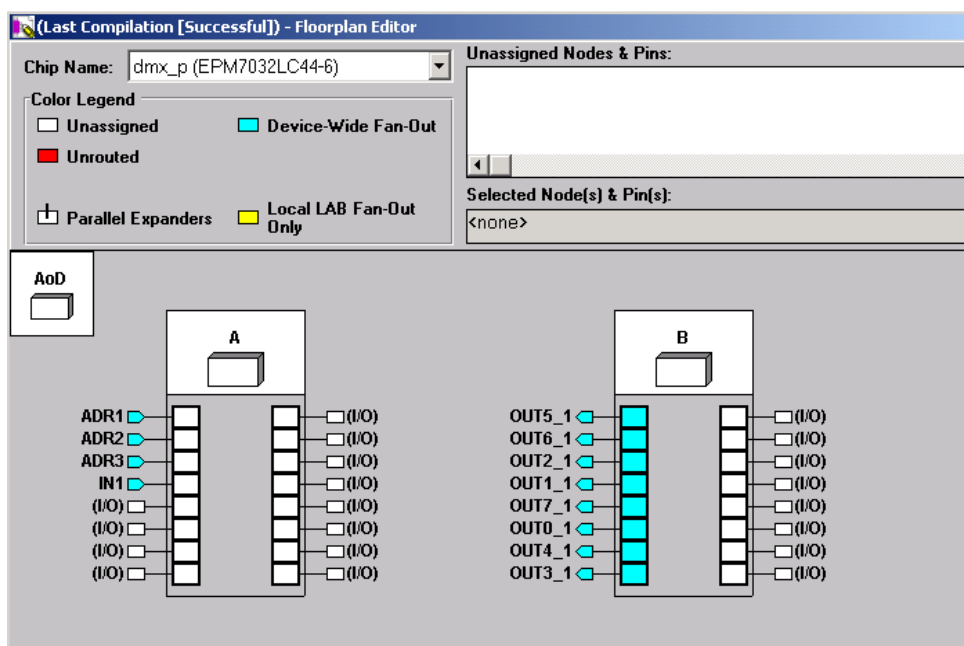 (Last Compilation [Successful]) - Floorplan Editor
Chip Name: dmx_p (EPM7032LC44-6)
Unassigned Nodes & Pins:
Color Legend
Unassigned
Device-Wide Fan-Out
Unrouted
Parallel Expanders
Local LAB Fan-Out
Only
Selected Node(s) & Pin(s):
<none>
AoD
A
B
ADR1 (I/O) OUT5_1 (I/O)
ADR2 (I/O) OUT6_1 (I/O)
ADR3 (I/O) OUT2_1 (I/O)
IN1 (I/O) OUT1_1 (I/O)
(I/O) (I/O) OUT7_1 (I/O)
(I/O) (I/O) OUT0_1 (I/O)
(I/O) (I/O) OUT4_1 (I/O)
(I/O) (I/O) OUT3_1 (I/O)